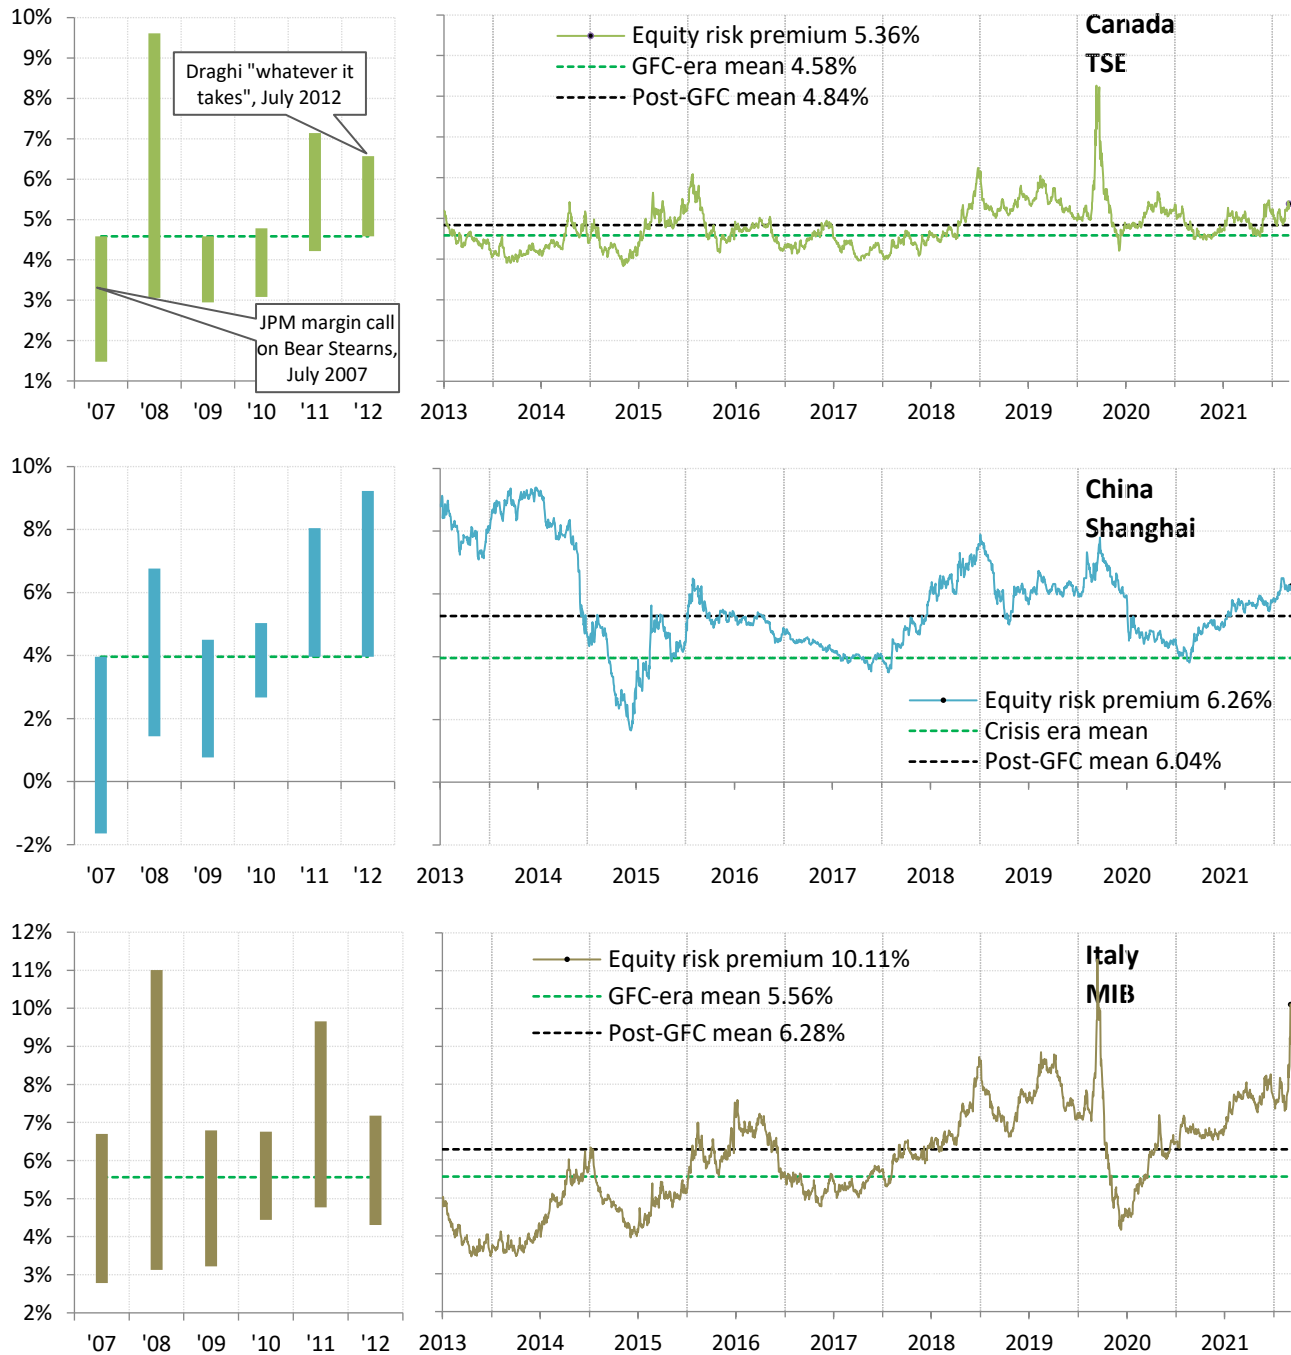 10%
9%
8%
7%
6%
5%
4%
3%
2%
1%
Draghi "whatever it
takes", July 2012
JPM margin call
on Bear Stearns,
July 2007
'07 '08 '09 '10 '11 '12
Equity risk premium 5.36%
GFC-era mean 4.58%
Post-GFC mean 4.84%
Canada
TSE
2013 2014 2015 2016 2017 2018 2019 2020 2021
10%
8%
6%
4%
2%
0%
-2%
'07 '08 '09 '10 '11 '12
China
Shanghai
Equity risk premium 6.26%
Crisis era mean
Post-GFC mean 6.04%
2013 2014 2015 2016 2017 2018 2019 2020 2021
12%
11%
10%
9%
8%
7%
6%
5%
4%
3%
2%
'07 '08 '09 '10 '11 '12
Equity risk premium 10.11%
GFC-era mean 5.56%
Post-GFC mean 6.28%
Italy
MIB
2013 2014 2015 2016 2017 2018 2019 2020 2021